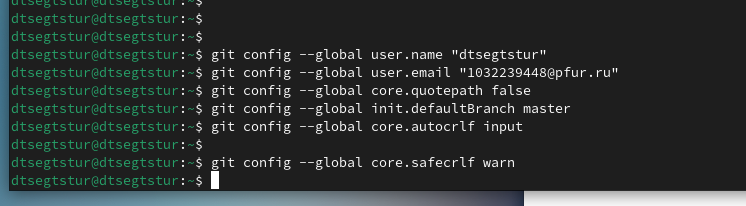 dtsegtstur@dtsegtstur:~$
dtsegtstur@dtsegtstur:~$
dtsegtstur@dtsegtstur:~$
dtsegtstur@dtsegtstur:~$ git config --global user.name "dtsegtstur"
dtsegtstur@dtsegtstur:~$ git config --global user.email "1032239448@pfur.ru"
dtsegtstur@dtsegtstur:~$ git config --global core.quotepath false
dtsegtstur@dtsegtstur:~$ git config --global init.defaultBranch master
dtsegtstur@dtsegtstur:~$ git config --global core.autocrlf input
dtsegtstur@dtsegtstur:~$
dtsegtstur@dtsegtstur:~$ git config --global core.safecrlf warn
dtsegtstur@dtsegtstur:~$